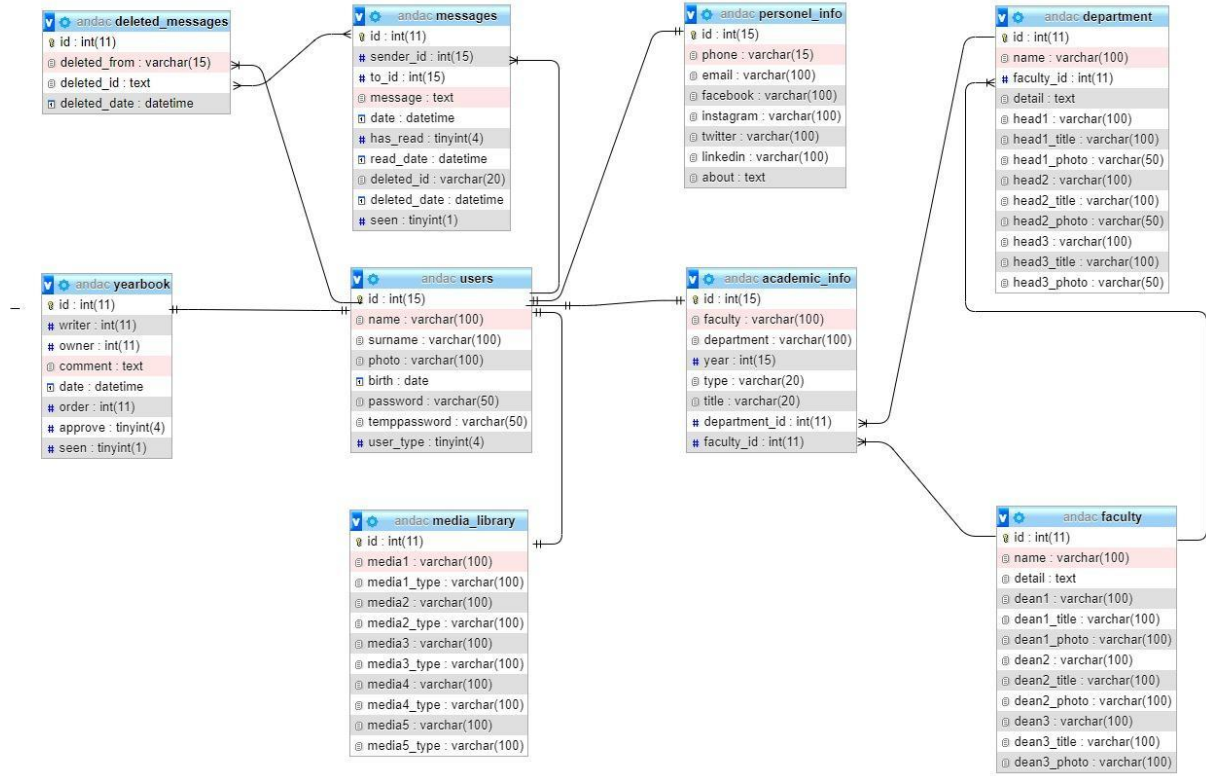 andac deleted_messages
id : int(11)
deleted_from : varchar(15)
deleted_id : text
deleted_date : datetime
andac messages
id : int(11)
sender_id : int(15)
to_id : int(15)
message : text
date : datetime
has_read : tinyint(4)
read_date : datetime
deleted_id : varchar(20)
deleted_date : datetime
seen : tinyint(1)
andac personel_info
id : int(15)
phone : varchar(15)
email : varchar(100)
facebook : varchar(100)
instagram : varchar(100)
twitter : varchar(100)
linkedin : varchar(100)
about : text
andac department
id : int(11)
name : varchar(100)
faculty_id : int(11)
detail : text
head1 : varchar(100)
head1_title : varchar(100)
head1_photo : varchar(50)
head2 : varchar(100)
head2_title : varchar(100)
head2_photo : varchar(50)
head3 : varchar(100)
head3_title : varchar(100)
head3_photo : varchar(50)
andac yearbook
id : int(11)
writer : int(11)
owner : int(11)
comment : text
date : datetime
order : int(11)
approve : tinyint(4)
seen : tinyint(1)
andac users
id : int(15)
name : varchar(100)
surname : varchar(100)
photo : varchar(100)
birth : date
password : varchar(50)
temppassword : varchar(50)
user_type : tinyint(4)
andac academic_info
id : int(15)
faculty : varchar(100)
department : varchar(100)
year : int(15)
type : varchar(20)
title : varchar(20)
department_id : int(11)
faculty_id : int(11)
andac media_library
id : int(11)
media1 : varchar(100)
media1_type : varchar(100)
media2 : varchar(100)
media2_type : varchar(100)
media3 : varchar(100)
media3_type : varchar(100)
media4 : varchar(100)
media4_type : varchar(100)
media5 : varchar(100)
media5_type : varchar(100)
andac faculty
id : int(11)
name : varchar(100)
detail : text
dean1 : varchar(100)
dean1_title : varchar(100)
dean1_photo : varchar(100)
dean2 : varchar(100)
dean2_title : varchar(100)
dean2_photo : varchar(100)
dean3 : varchar(100)
dean3_title : varchar(100)
dean3_photo : varchar(100)